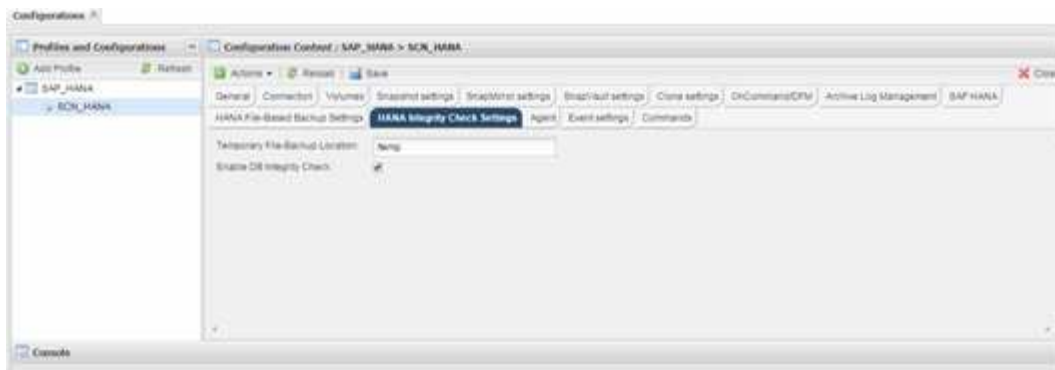 Configurations
Profiles and Configurations
Configuration Content : SAP_HANA > SCN_HANA
Add Profile Refresh
Actions Reload Save Close
SAP_HANA
SCN_HANA
General Connection Volumes Snapshot settings SnapMirror settings SnapVault settings Clone settings OnCommand/DFM Archive Log Management SAP HANA
HANA File-Based Backup Settings HANA Integrity Check Settings Agent Event settings Commands
Temporary File-Backup Location:
Enable DB Integrity Check:
Console